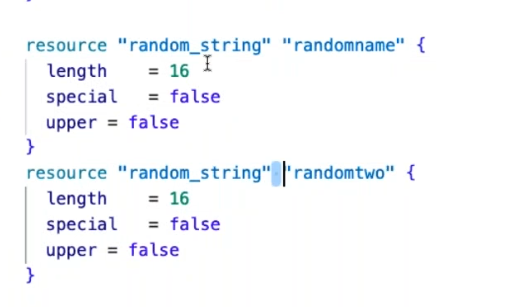 resource "random_string" "randomname" {
length = 16
special = false
upper = false
}
resource "random_string" "randomtwo" {
length = 16
special = false
upper = false
}